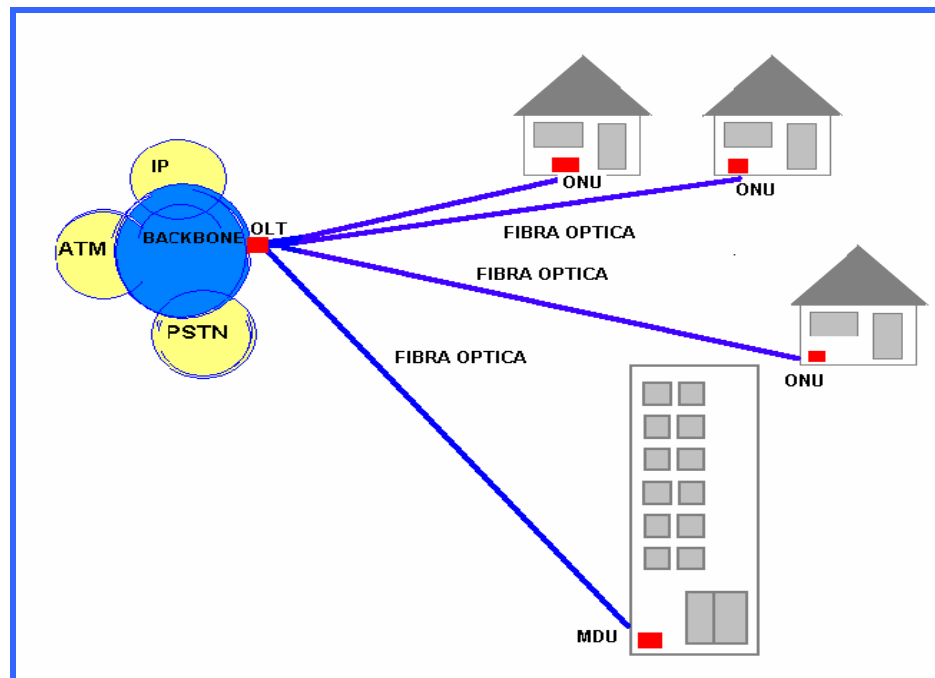 IP
ONU
ONU
OLT
BACKBONE
ATM
FIBRA OPTICA
FIBRA OPTICA
PSTN
FIBRA OPTICA
ONU
MDU